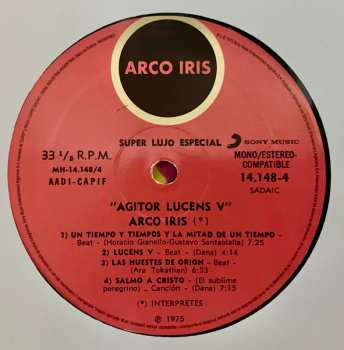 ARCO IRIS
SUPER LUJO ESPECIAL
SONY MUSIC
33 ⅓ R.P.M.
MONO/ESTEREO-
COMPATIBLE
MH-14.148/4
14.148-4
AADI-CAPIF
SADAIC
"AGITOR LUCENS V"
ARCO IRIS (*)
1) UN TIEMPO Y TIEMPOS Y LA MITAD DE UN TIEMPO -
Beat - (Horacio Gianello-Gustavo Santaolalla) 7:25
2) LUCENS V - Beat - (Dana) 4:14
3) LAS HUESTES DE ORION - Beat -
(Ara Tokatlian) 6:53
4) SALMO A CRISTO - (El sublime
peregrino) - Canción - (Dana) 7:15
(*) INTERPRETES
℗ 1975